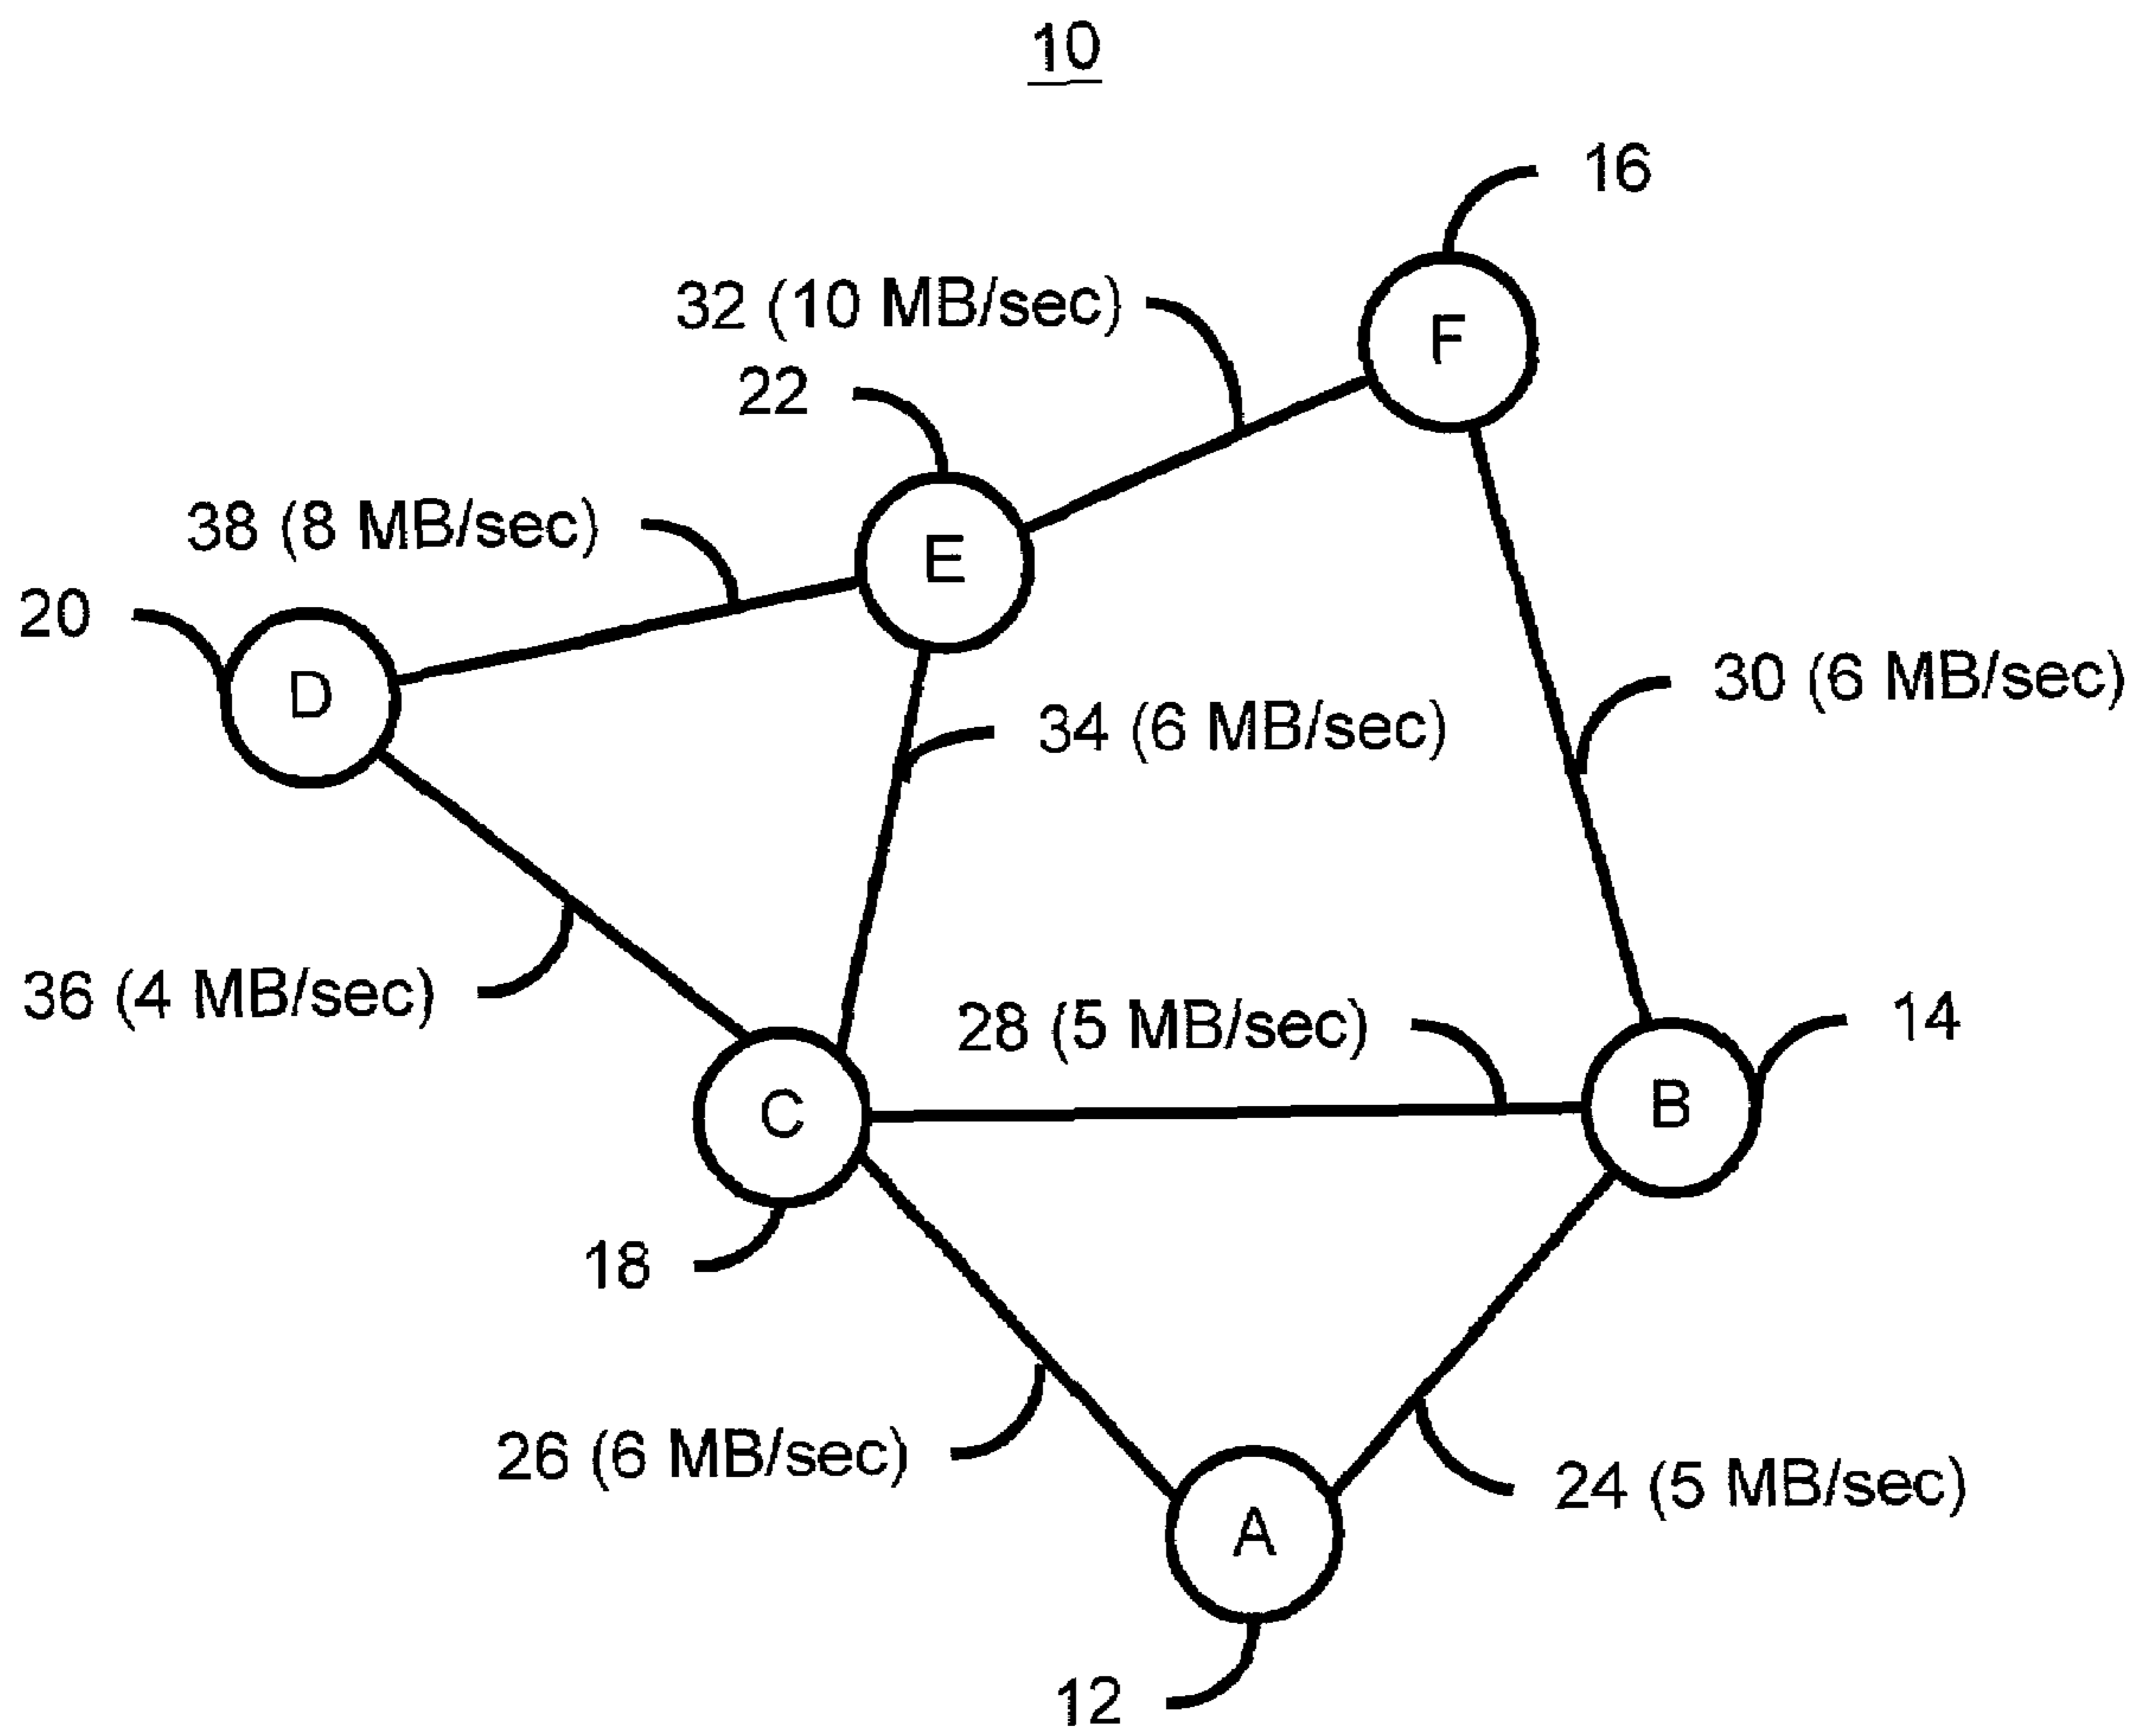 10
16
32 (10 MB/sec)
F
22
38 (8 MB/sec)
E
20
D
30 (6 MB/sec)
34 (6 MB/sec)
36 (4 MB/sec)
28 (5 MB/sec)
14
C
B
18
26 (6 MB/sec)
24 (5 MB/sec)
A
12